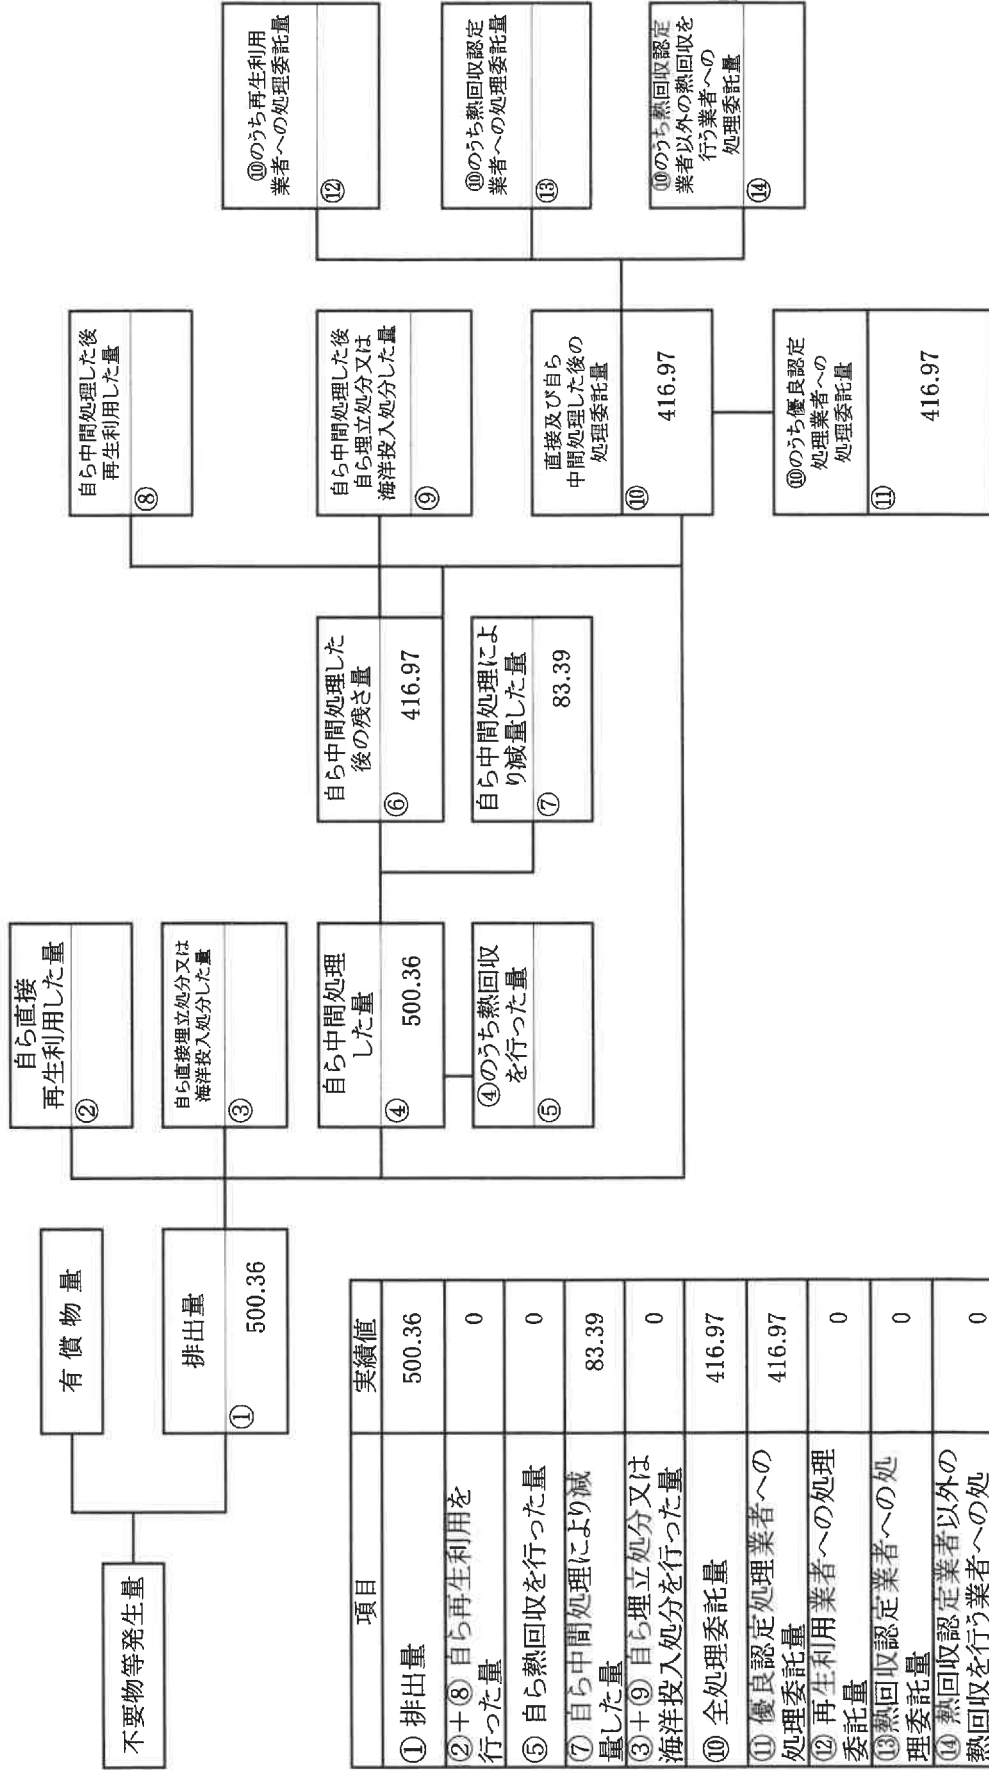 不要物等発生量
有償物量
排出量
①
500.36
自ら直接
再生利用した量
②
自ら直接埋立処分又は
海洋投入処分した量
③
自ら中間処理
した量
④
500.36
④のうち熱回収
を行った量
⑤
自ら中間処理した
後の残さ量
⑥
416.97
自ら中間処理によ
り減量した量
⑦
83.39
自ら中間処理した後
再生利用した量
⑧
自ら中間処理した後
自ら埋立処分又は
海洋投入処分した量
⑨
直接及び自ら
中間処理した後の
処理委託量
⑩
416.97
⑩のうち優良認定
処理業者への
処理委託量
⑪
416.97
⑩のうち再生利用
業者への処理委託量
⑫
⑩のうち熱回収認定
業者への処理委託量
⑬
⑩のうち熱回収認定
業者以外の熱回収を
行う業者への
処理委託量
⑭
項目 実績値
① 排出量 500.36
②+⑧ 自ら再生利用を
行った量 0
⑤ 自ら熱回収を行った量 0
⑦ 自ら中間処理により減
量した量 83.39
③+⑨ 自ら埋立処分又は
海洋投入処分を行った量 0
⑩ 全処理委託量 416.97
⑪ 優良認定処理業者への
処理委託量 416.97
⑫ 再生利用業者への処理
委託量 0
⑬熱回収認定業者への処
理委託量 0
⑭ 熱回収認定業者以外の
熱回収を行う業者への処 0